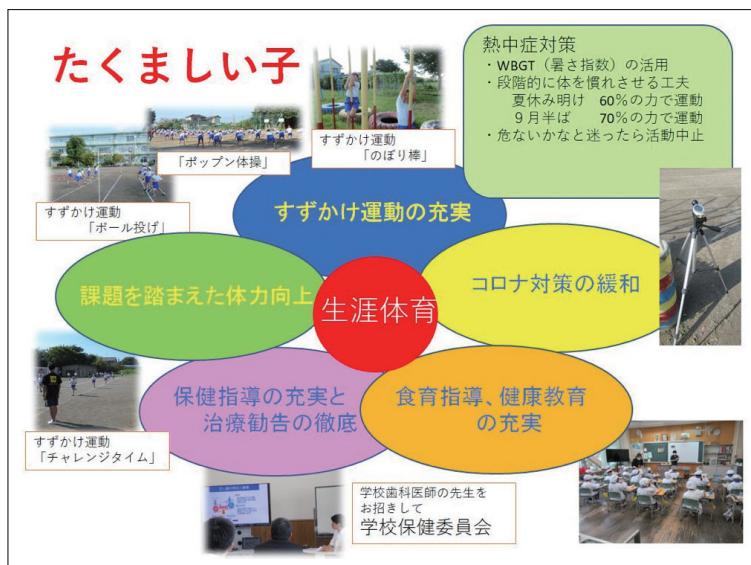 たくましい子
熱中症対策
・WBGT（暑さ指数）の活用
・段階的に体を慣れさせる工夫
夏休み明け　60％の力で運動
９月半ば　70％の力で運動
・危ないかなと迷ったら活動中止
すずかけ運動
「のぼり棒」
「ポップン体操」
すずかけ運動
「ボール投げ」
すずかけ運動の充実
課題を踏まえた体力向上
生涯体育
コロナ対策の緩和
保健指導の充実と
治療勧告の徹底
食育指導、健康教育
の充実
すずかけ運動
「チャレンジタイム」
学校歯科医師の先生を
お招きして
学校保健委員会